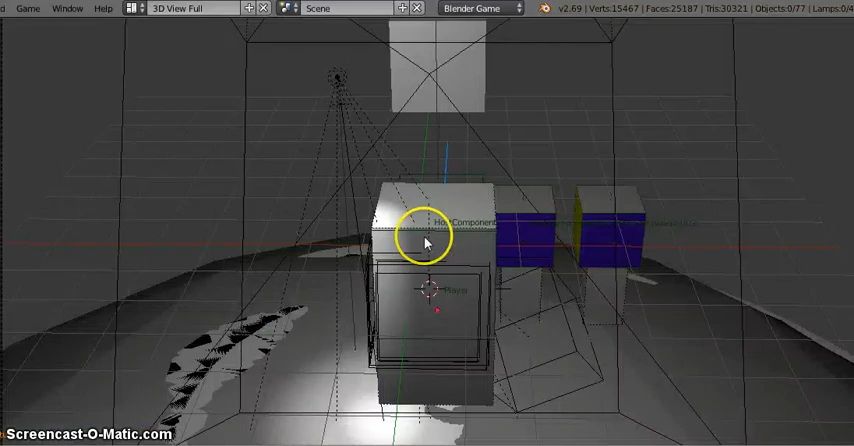 Game Window Help 3D View Full Scene Blender Game v2.69 | Verts:15467 | Faces:25187 | Tris:30321 | Objects:0/77 | Lamps:0/4
Player
Screencast-O-Matic.com